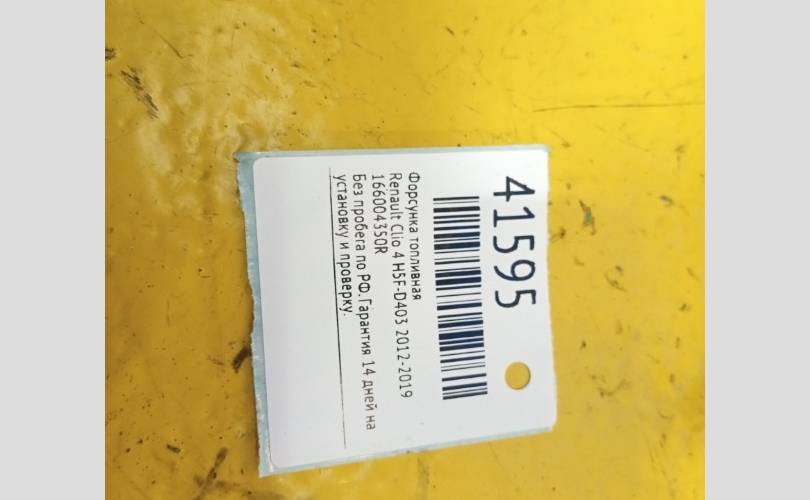 41595
Форсунка топливная
Renault Clio 4 H5F-D403 2012-2019
166004350R
Без пробега по РФ. Гарантия 14 дней на
установку и проверку.